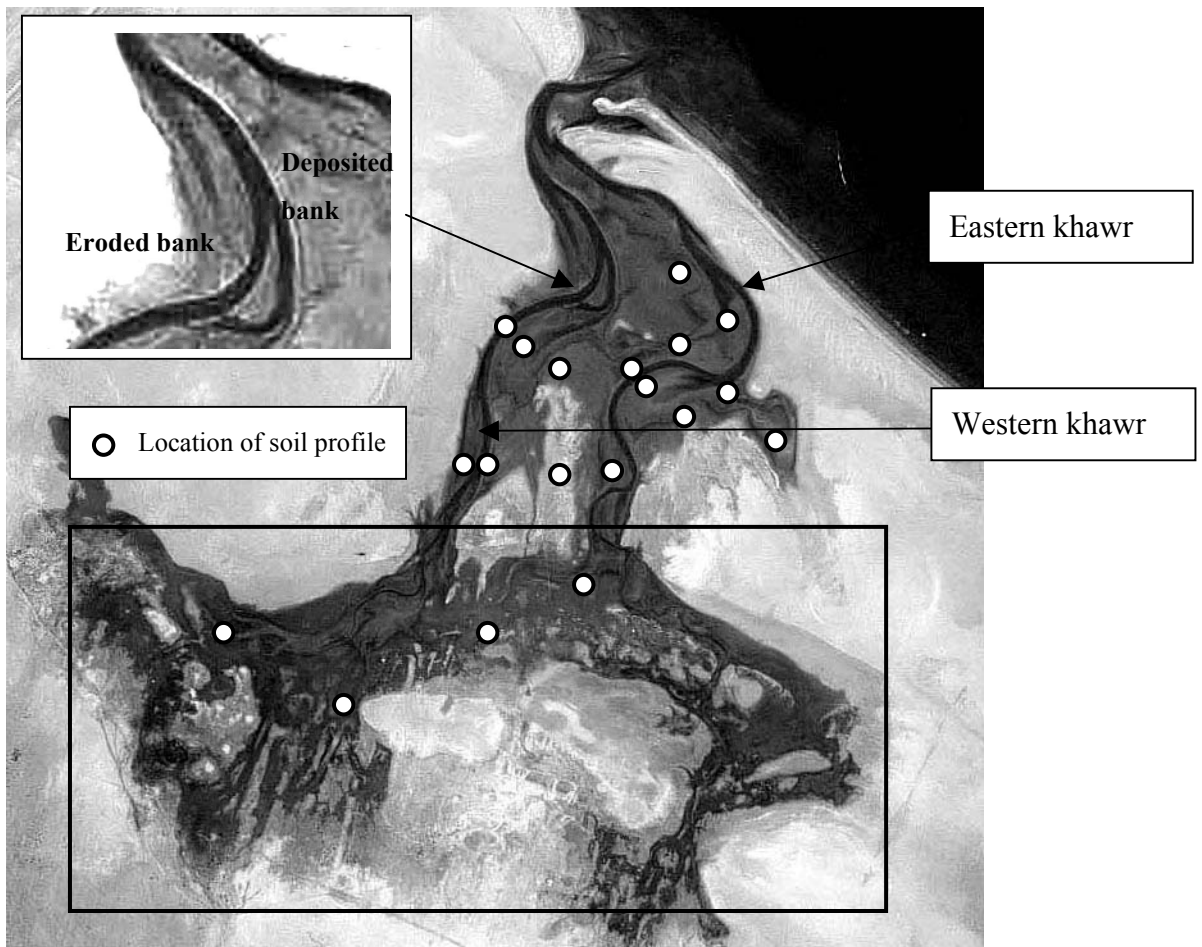 Deposited
bank
Eroded bank
Eastern khawr
Western khawr
Location of soil profile